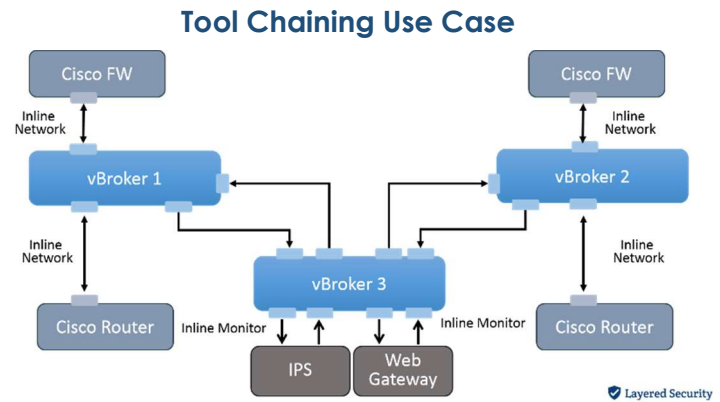 Tool Chaining Use Case
Cisco FW
Cisco FW
Inline
Network
Inline
Network
vBroker 1
vBroker 2
Inline
Network
Inline
Network
vBroker 3
Cisco Router
Inline Monitor
Inline Monitor
Cisco Router
IPS
Web
Gateway
Layered Security